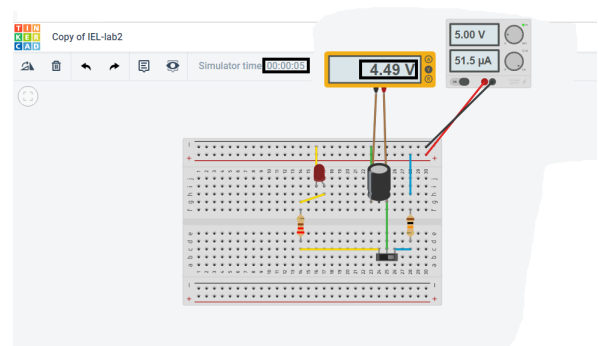 TIN
KER
CAD
Copy of IEL-lab2
Simulator time 00:00:05
4.49 V
A
V
R
5.00 V
51.5 µA